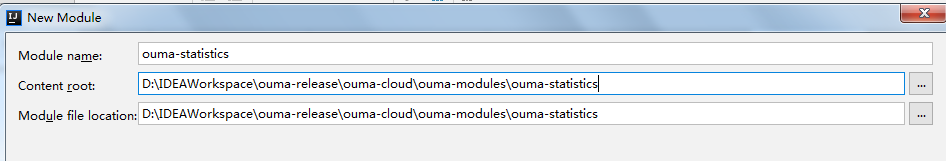 New Module
Module name: ouma-statistics
Content root: D:\IDEAWorkspace\ouma-release\ouma-cloud\ouma-modules\ouma-statistics ...
Module file location: D:\IDEAWorkspace\ouma-release\ouma-cloud\ouma-modules\ouma-statistics ...